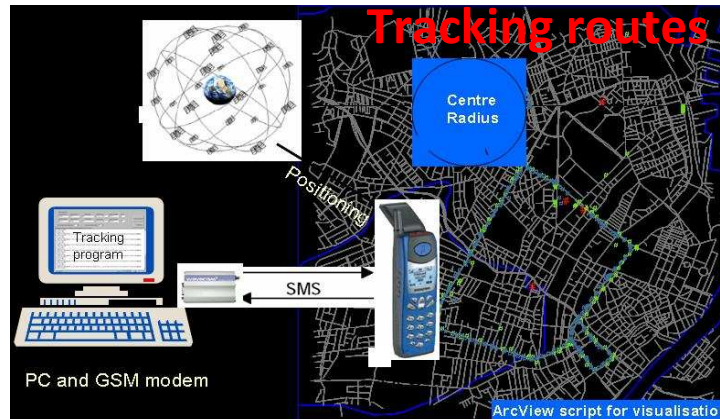 Tracking routes
Centre
Radius
Positioning
Tracking
program
SMS
PC and GSM modem
ArcView script for visualisatio